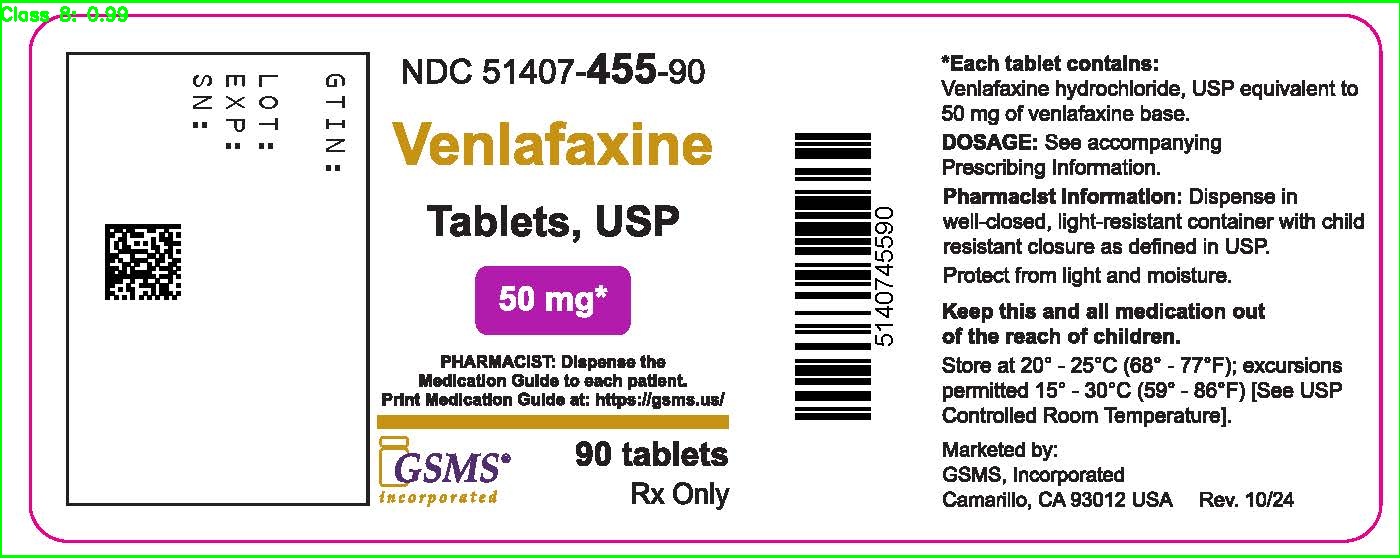 Class 8: 0.99
GTIN:
LOT:
EXP:
SN:
NDC 51407-455-90
Venlafaxine
Tablets, USP
50 mg*
PHARMACIST: Dispense the
Medication Guide to each patient.
Print Medication Guide at: https://gsms.us/
GSMS®
incorporated
90 tablets
Rx Only
5140745590
*Each tablet contains:
Venlafaxine hydrochloride, USP equivalent to
50 mg of venlafaxine base.
DOSAGE: See accompanying
Prescribing Information.
Pharmacist Information: Dispense in
well-closed, light-resistant container with child
resistant closure as defined in USP.
Protect from light and moisture.
Keep this and all medication out
of the reach of children.
Store at 20° - 25°C (68° - 77°F); excursions
permitted 15° - 30°C (59° - 86°F) [See USP
Controlled Room Temperature].
Marketed by:
GSMS, Incorporated
Camarillo, CA 93012 USA Rev. 10/24